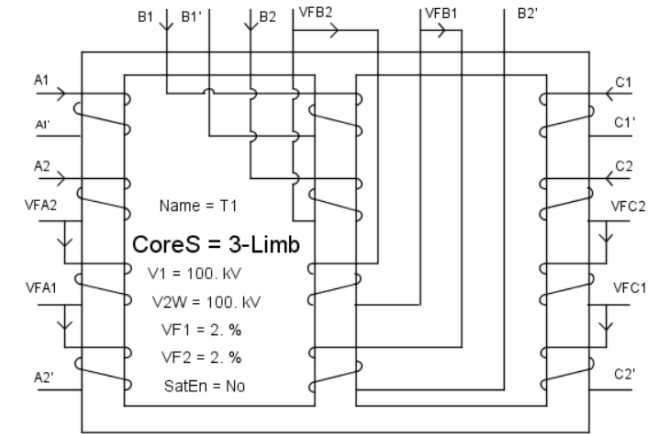 B1 B1' B2 VFB2 VFB1 B2'
A1 C1
A1' C1'
A2 C2
VFA2 Name = T1 VFC2
CoreS = 3-Limb
V1 = 100. kV
VFA1 V2W = 100. kV VFC1
VF1 = 2. %
VF2 = 2. %
A2' SatEn = No C2'